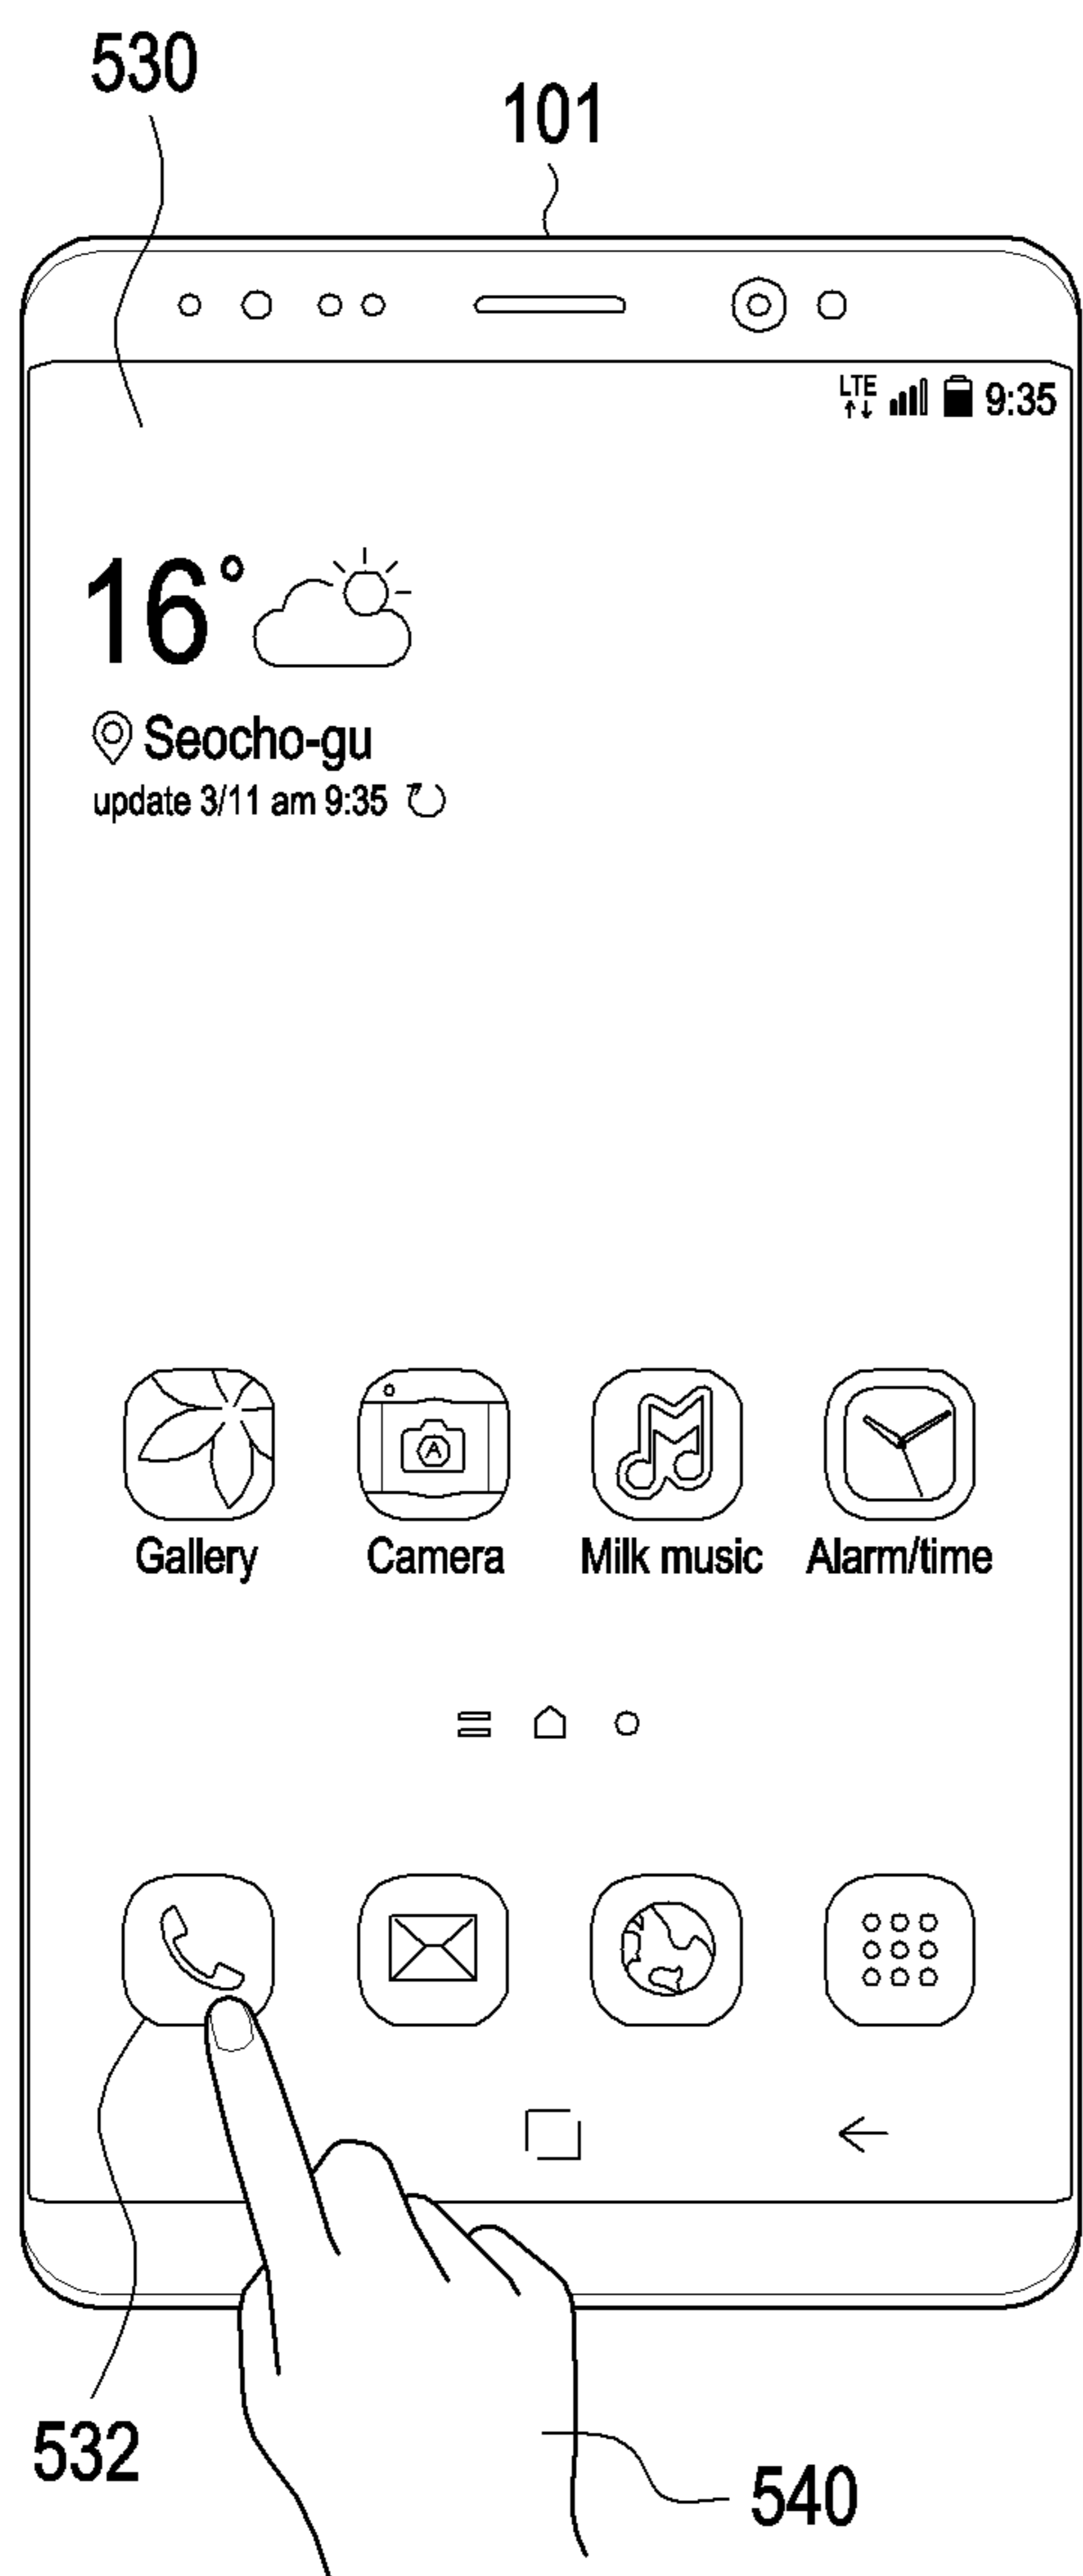 530
101
LTE 9:35
16°
Seocho-gu
update 3/11 am 9:35
Gallery Camera Milk music Alarm/time
A
532
540